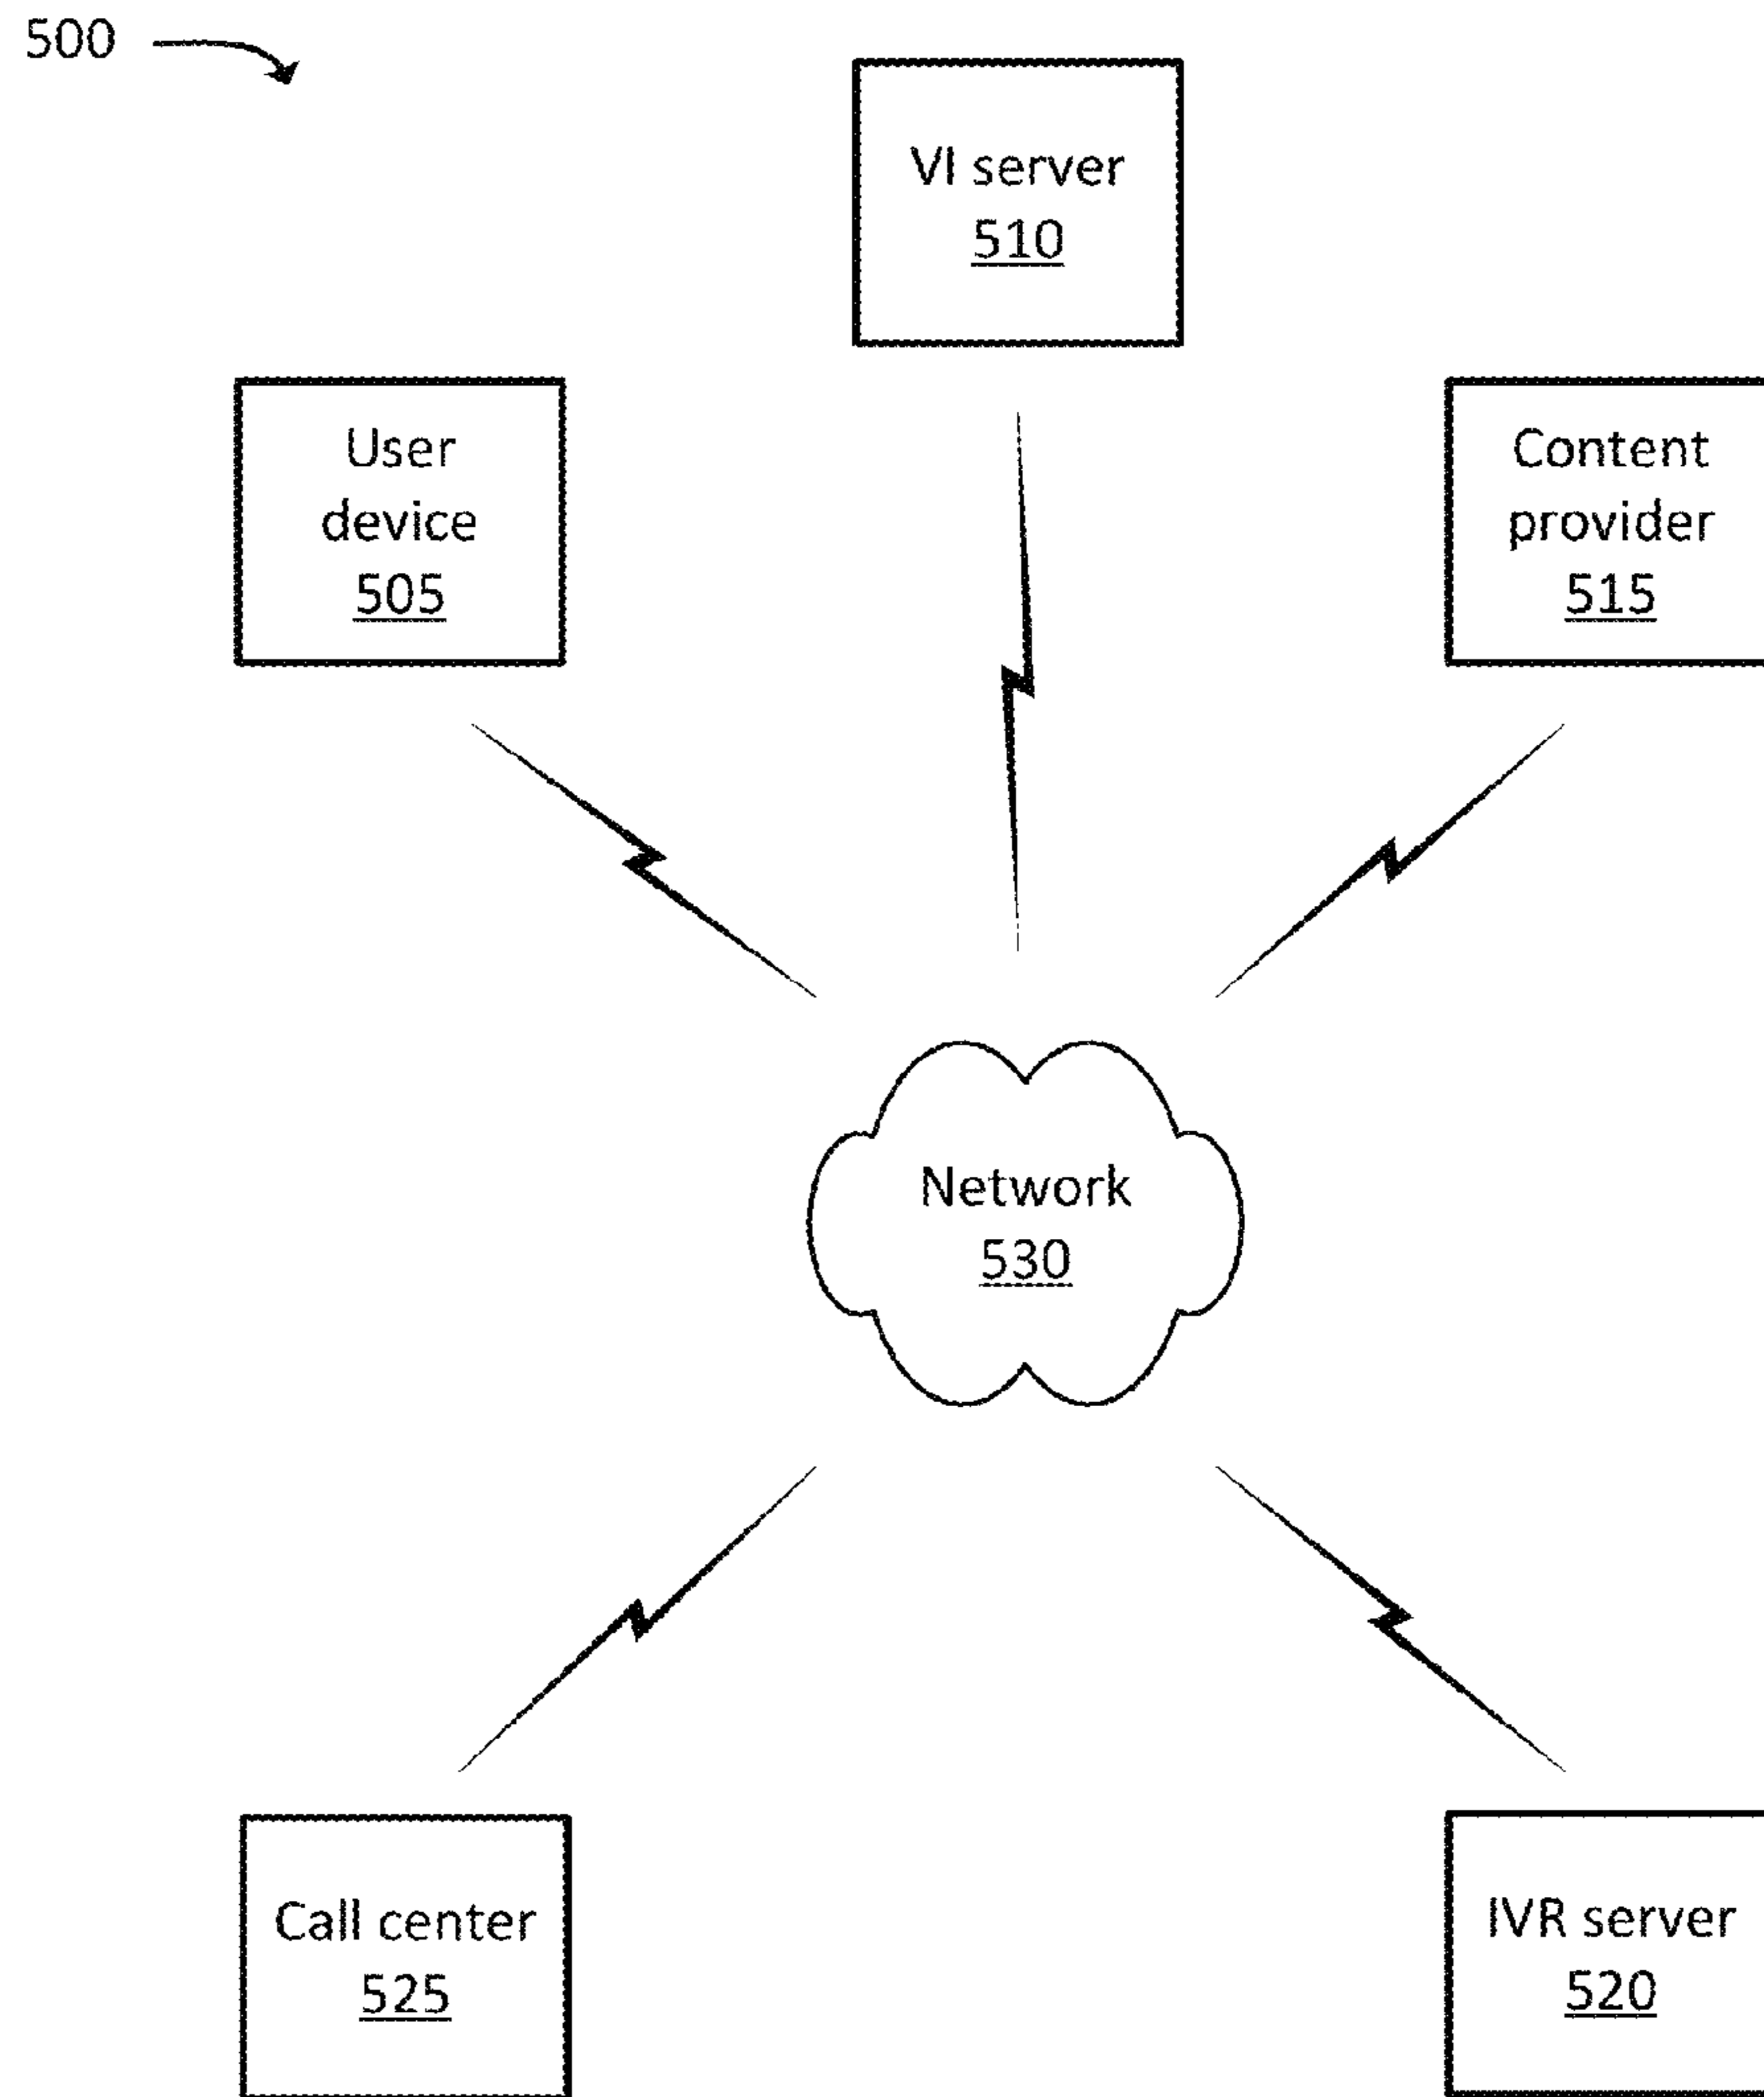 500
VI server
510
User
device
505
Content
provider
515
Network
530
Call center
525
IVR server
520